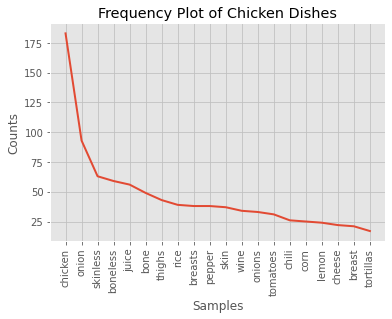 Frequency Plot of Chicken Dishes
175
150
125
100
75
50
25
Counts
chicken
onion
skinless
boneless
juice
bone
thighs
rice
breasts
pepper
skin
wine
onions
tomatoes
chili
corn
lemon
cheese
breast
tortillas
Samples